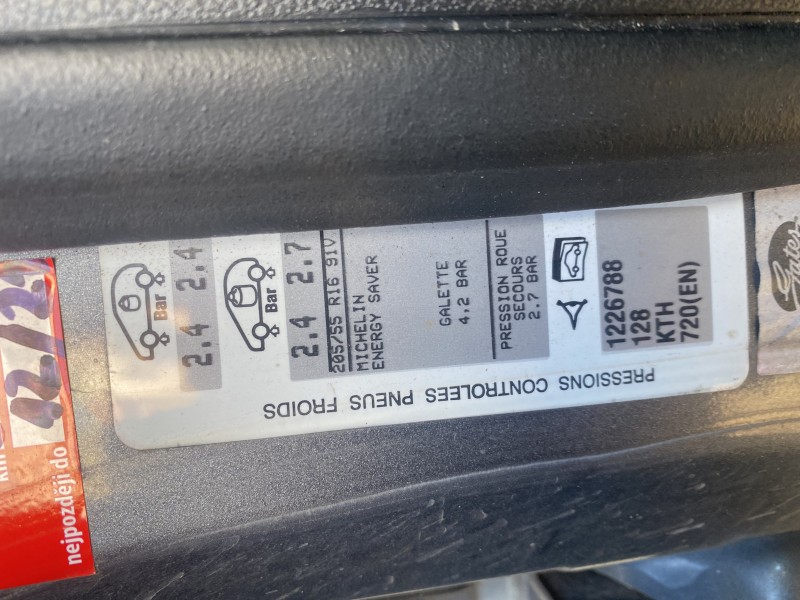 Bar
2.4 2.4
Bar
2.4 2.7
205/55 R16 91V
MICHELIN
ENERGY SAVER
GALETTE
4,2 BAR
PRESSION ROUE
SECOURS
2.7 BAR
1226788
128
KTH
720(EN)
PRESSIONS CONTROLEES PNEUS FROIDS
Gates
nejpozději do